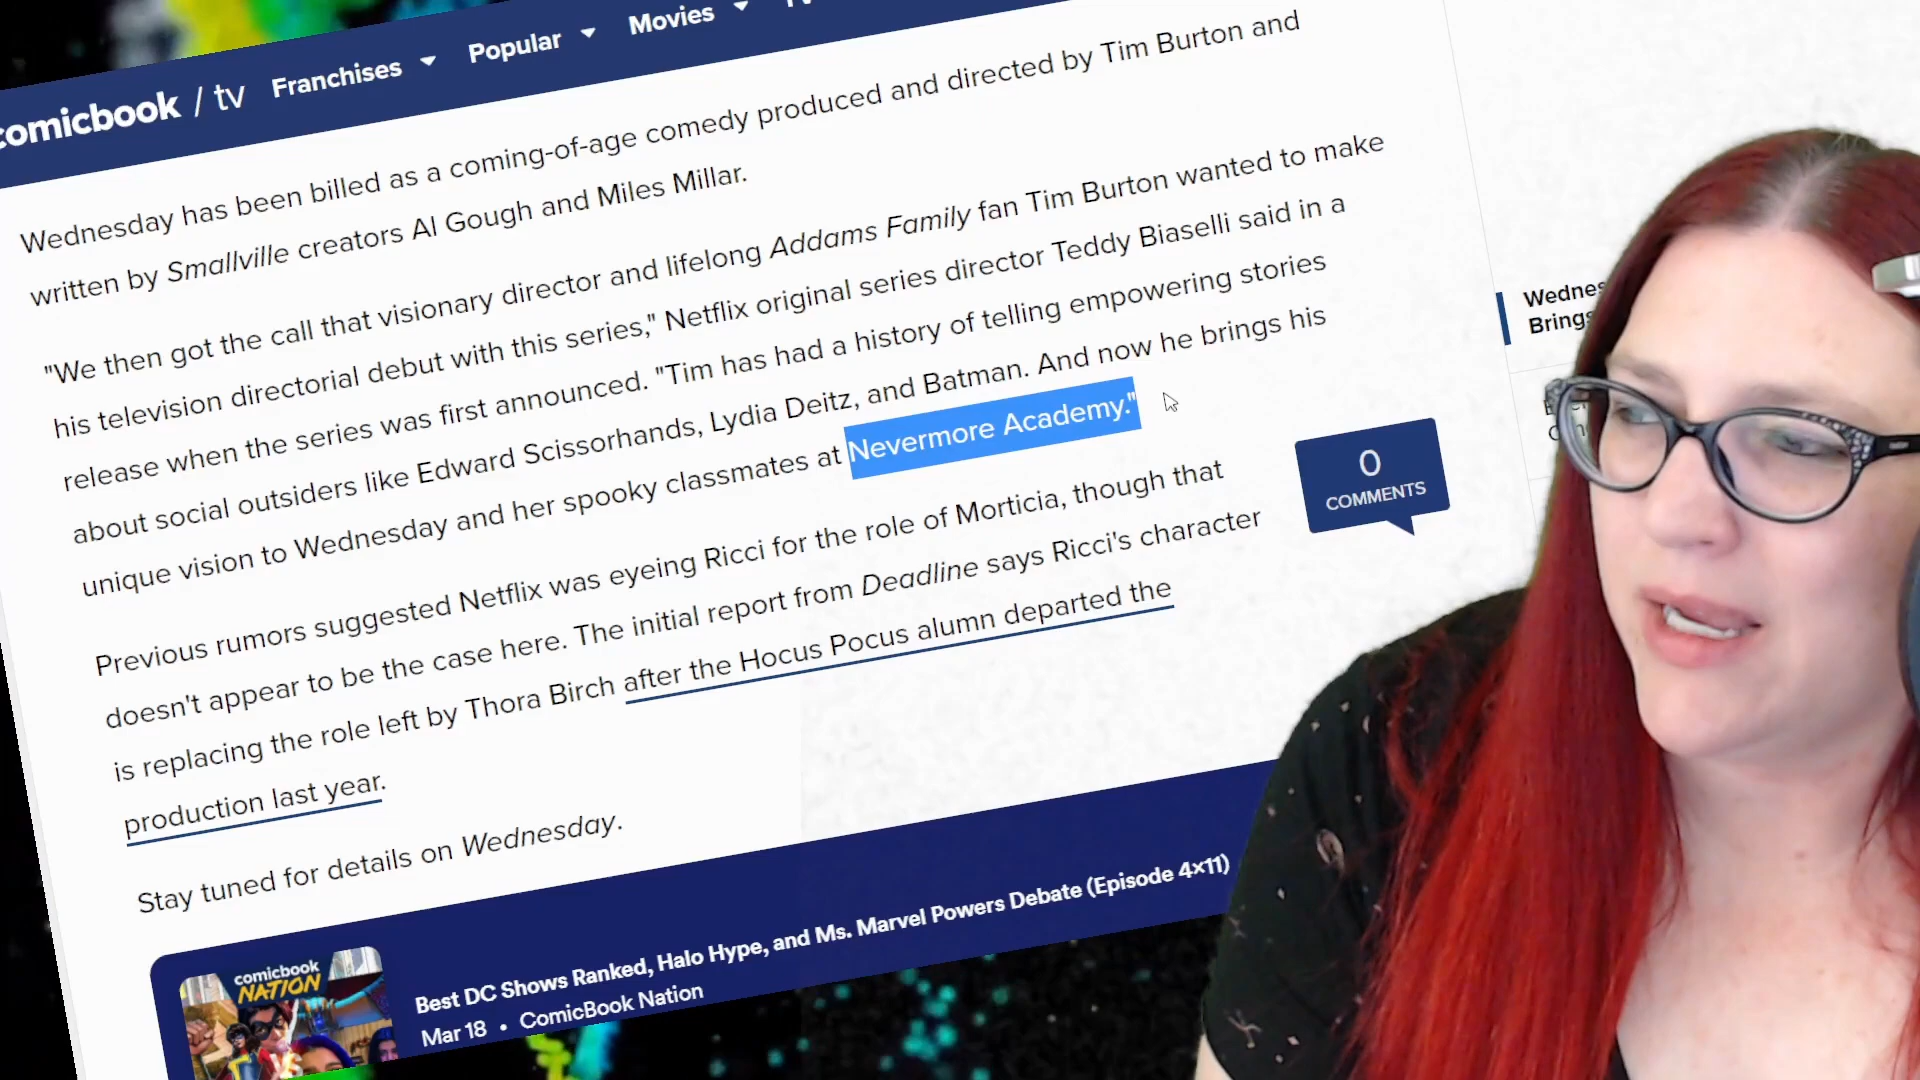 comicbook / tv Franchises Popular Movies
Wednesday has been billed as a coming-of-age comedy produced and directed by Tim Burton and
written by Smallville creators Al Gough and Miles Millar.
"We then got the call that visionary director and lifelong Addams Family fan Tim Burton wanted to make
his television directorial debut with this series," Netflix original series director Teddy Biaselli said in a
release when the series was first announced. "Tim has had a history of telling empowering stories
about social outsiders like Edward Scissorhands, Lydia Deitz, and Batman. And now he brings his
unique vision to Wednesday and her spooky classmates at Nevermore Academy."
Previous rumors suggested Netflix was eyeing Ricci for the role of Morticia, though that
doesn't appear to be the case here. The initial report from Deadline says Ricci's character
is replacing the role left by Thora Birch after the Hocus Pocus alumn departed the
production last year.
Stay tuned for details on Wednesday.
0
COMMENTS
Brings
comicbook
NATION
Best DC Shows Ranked, Halo Hype, and Ms. Marvel Powers Debate (Episode 4x11)
Mar 18 • ComicBook Nation